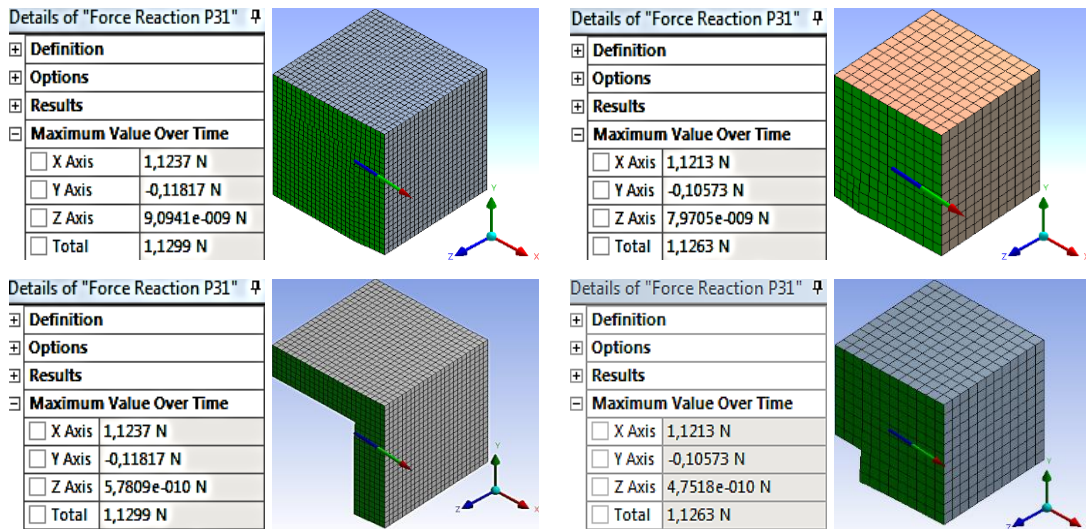 Details of "Force Reaction P31"
Definition
Options
Results
Maximum Value Over Time
X Axis 1,1237 N
Y Axis -0,11817 N
Z Axis 9,0941e-009 N
Total 1,1299 N
Y
Z
X
Details of "Force Reaction P31"
Definition
Options
Results
Maximum Value Over Time
X Axis 1,1213 N
Y Axis -0,10573 N
Z Axis 7,9705e-009 N
Total 1,1263 N
Y
Z
X
Details of "Force Reaction P31"
Definition
Options
Results
Maximum Value Over Time
X Axis 1,1237 N
Y Axis -0,11817 N
Z Axis 5,7809e-010 N
Total 1,1299 N
Y
Z
X
Details of "Force Reaction P31"
Definition
Options
Results
Maximum Value Over Time
X Axis 1,1213 N
Y Axis -0,10573 N
Z Axis 4,7518e-010 N
Total 1,1263 N
Y
Z